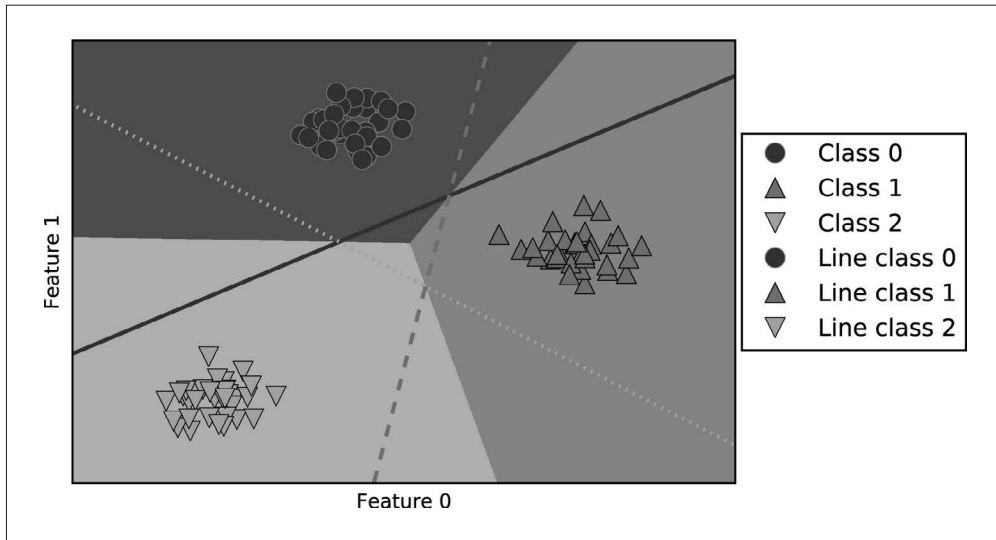 Feature 1
Feature 0
Class 0
Class 1
Class 2
Line class 0
Line class 1
Line class 2